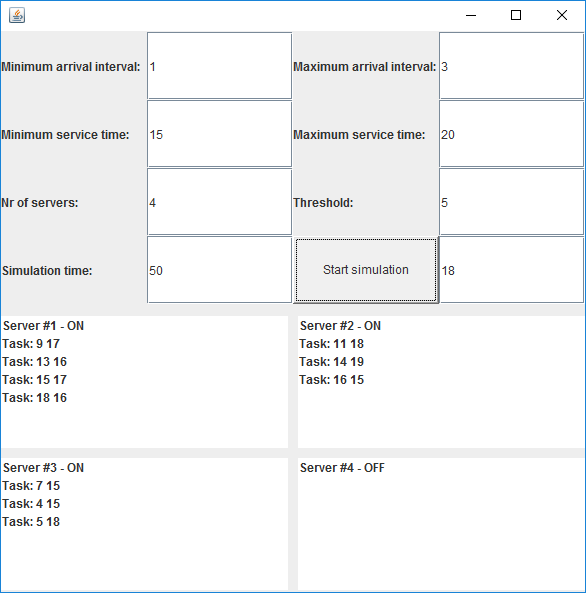 Minimum arrival interval: 1 Maximum arrival interval: 3
Minimum service time: 15 Maximum service time: 20
Nr of servers: 4 Threshold: 5
Simulation time: 50 Start simulation 18
Server #1 - ON
Task: 9 17
Task: 13 16
Task: 15 17
Task: 18 16
Server #2 - ON
Task: 11 18
Task: 14 19
Task: 16 15
Server #3 - ON
Task: 7 15
Task: 4 15
Task: 5 18
Server #4 - OFF